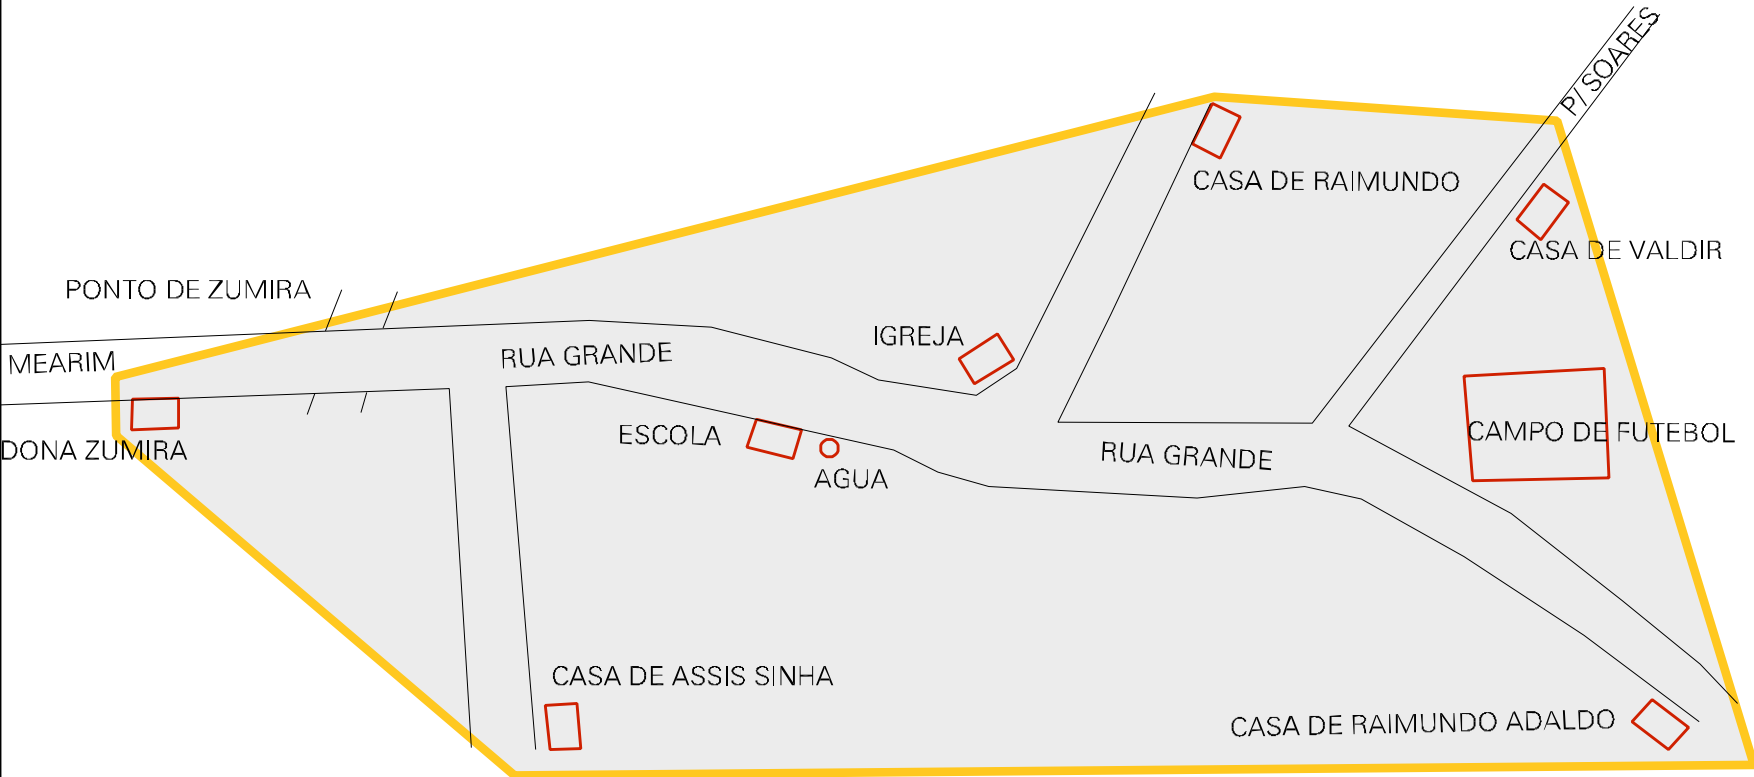 P/ SOARES
CASA DE RAIMUNDO
CASA DE VALDIR
PONTO DE ZUMIRA
IGREJA
MEARIM
RUA GRANDE
ESCOLA
CAMPO DE FUTEBOL
DONA ZUMIRA
RUA GRANDE
AGUA
CASA DE ASSIS SINHA
CASA DE RAIMUNDO ADALDO